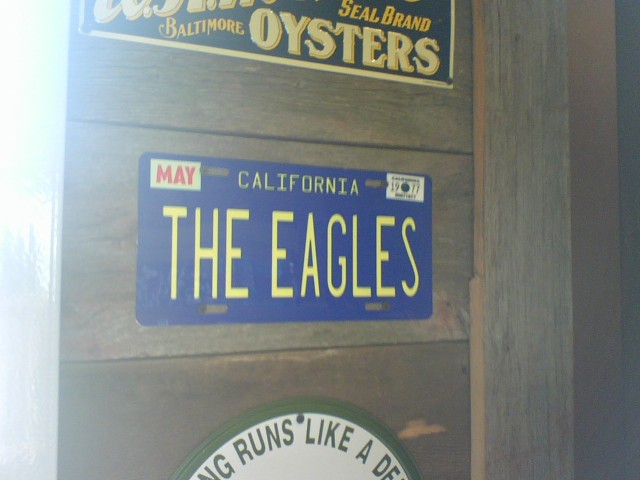 SEAL BRAND
BALTIMORE OYSTERS
MAY CALIFORNIA 1977
THE EAGLES
RUNS LIKE A